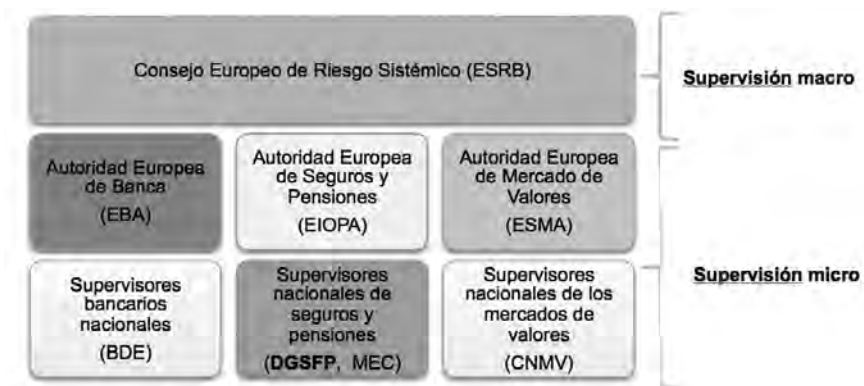 Consejo Europeo de Riesgo Sistémico (ESRB)
Supervisión macro
Autoridad Europea
de Banca
(EBA)
Autoridad Europea
de Seguros y
Pensiones
(EIOPA)
Autoridad Europea
de Mercado de
Valores
(ESMA)
Supervisión micro
Supervisores
bancarios
nacionales
(BDE)
Supervisores
nacionales de
seguros y
pensiones
(DGSFP, MEC)
Supervisores
nacionales de los
mercados de
valores
(CNMV)